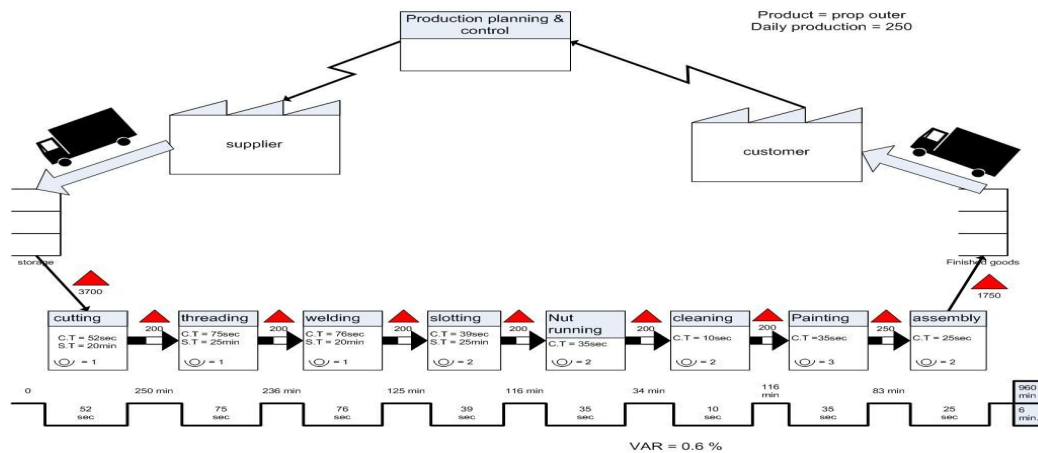 Production planning &
control
Product = prop outer
Daily production = 250
supplier
customer
storage
Finished goods
3700
1750
cutting
C.T = 52sec
S.T = 20min
= 1
200
threading
C.T = 75sec
S.T = 25min
= 1
200
welding
C.T = 76sec
S.T = 20min
= 1
200
slotting
C.T = 39sec
S.T = 25min
= 2
200
Nut
running
C.T = 35sec
= 2
200
cleaning
C.T = 10sec
= 2
200
Painting
C.T =35sec
= 3
250
assembly
C.T = 25sec
= 2
0
250 min
236 min
125 min
116 min
34 min
116
min
83 min
960
min
52
sec
75
sec
76
sec
39
sec
35
sec
10
sec
35
sec
25
sec
6
min.
VAR = 0.6 %